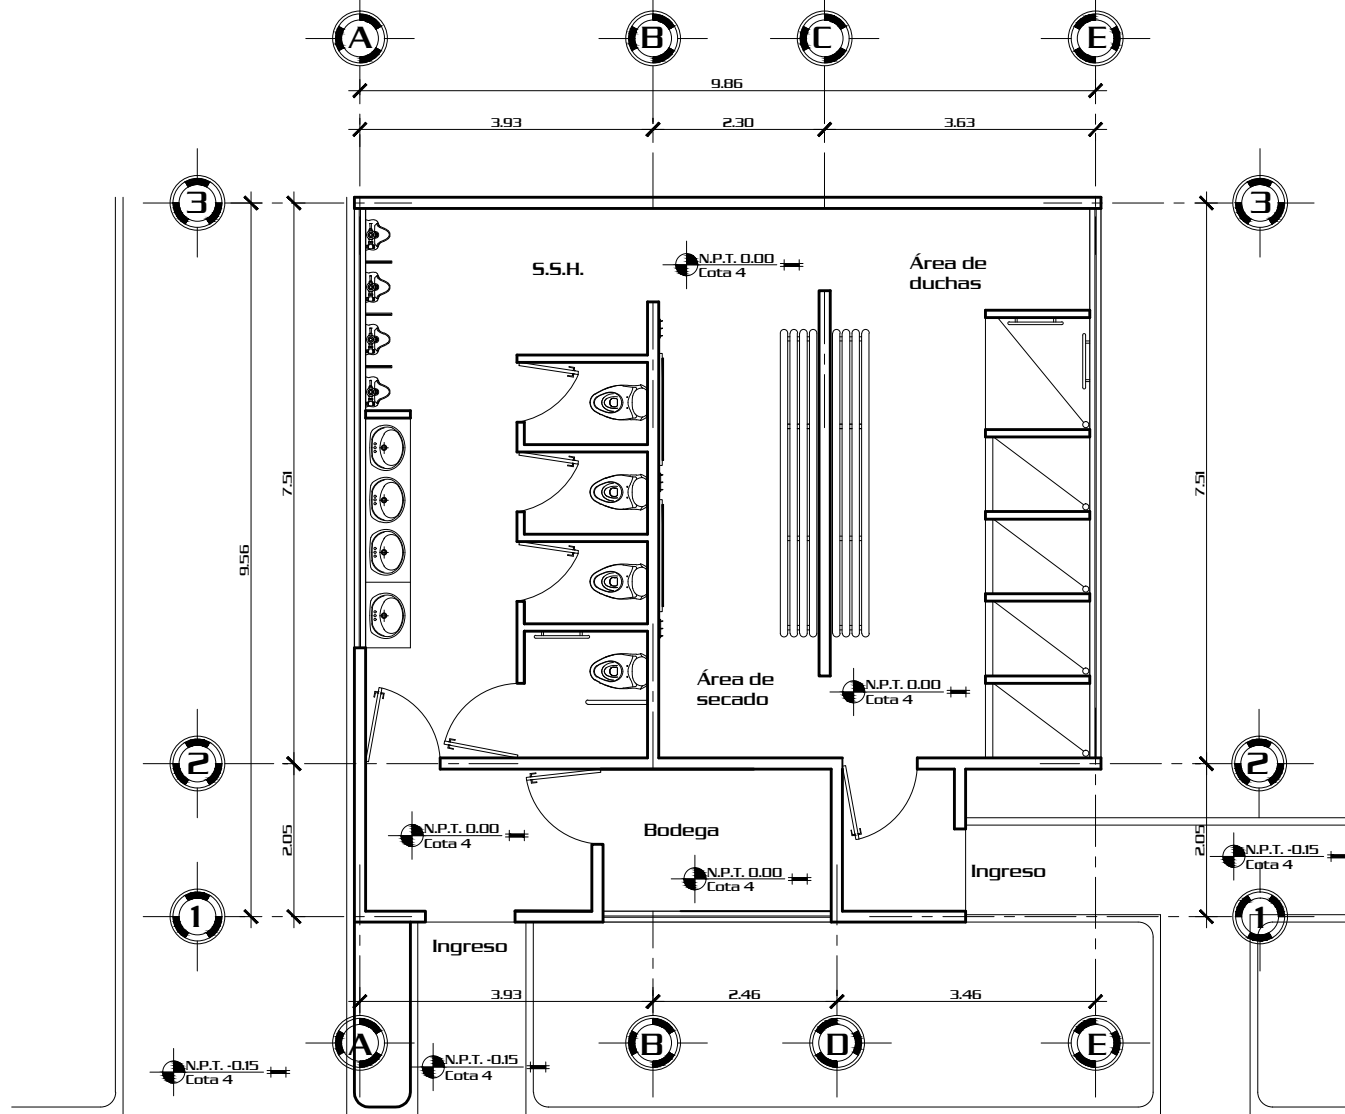 A B C E
9.86
3.93 2.30 3.63
3 3
S.S.H.
N.P.T. 0.00
Cota 4
Área de
duchas
7.51
9.56
7.51
Área de
secado
N.P.T. 0.00
Cota 4
2 2
2.05
N.P.T. 0.00
Cota 4
Bodega
N.P.T. 0.00
Cota 4
Ingreso
2.05
N.P.T. -0.15
Cota 4
1 1
Ingreso
3.93 2.46 3.46
A B D E
N.P.T. -0.15
Cota 4
N.P.T. -0.15
Cota 4